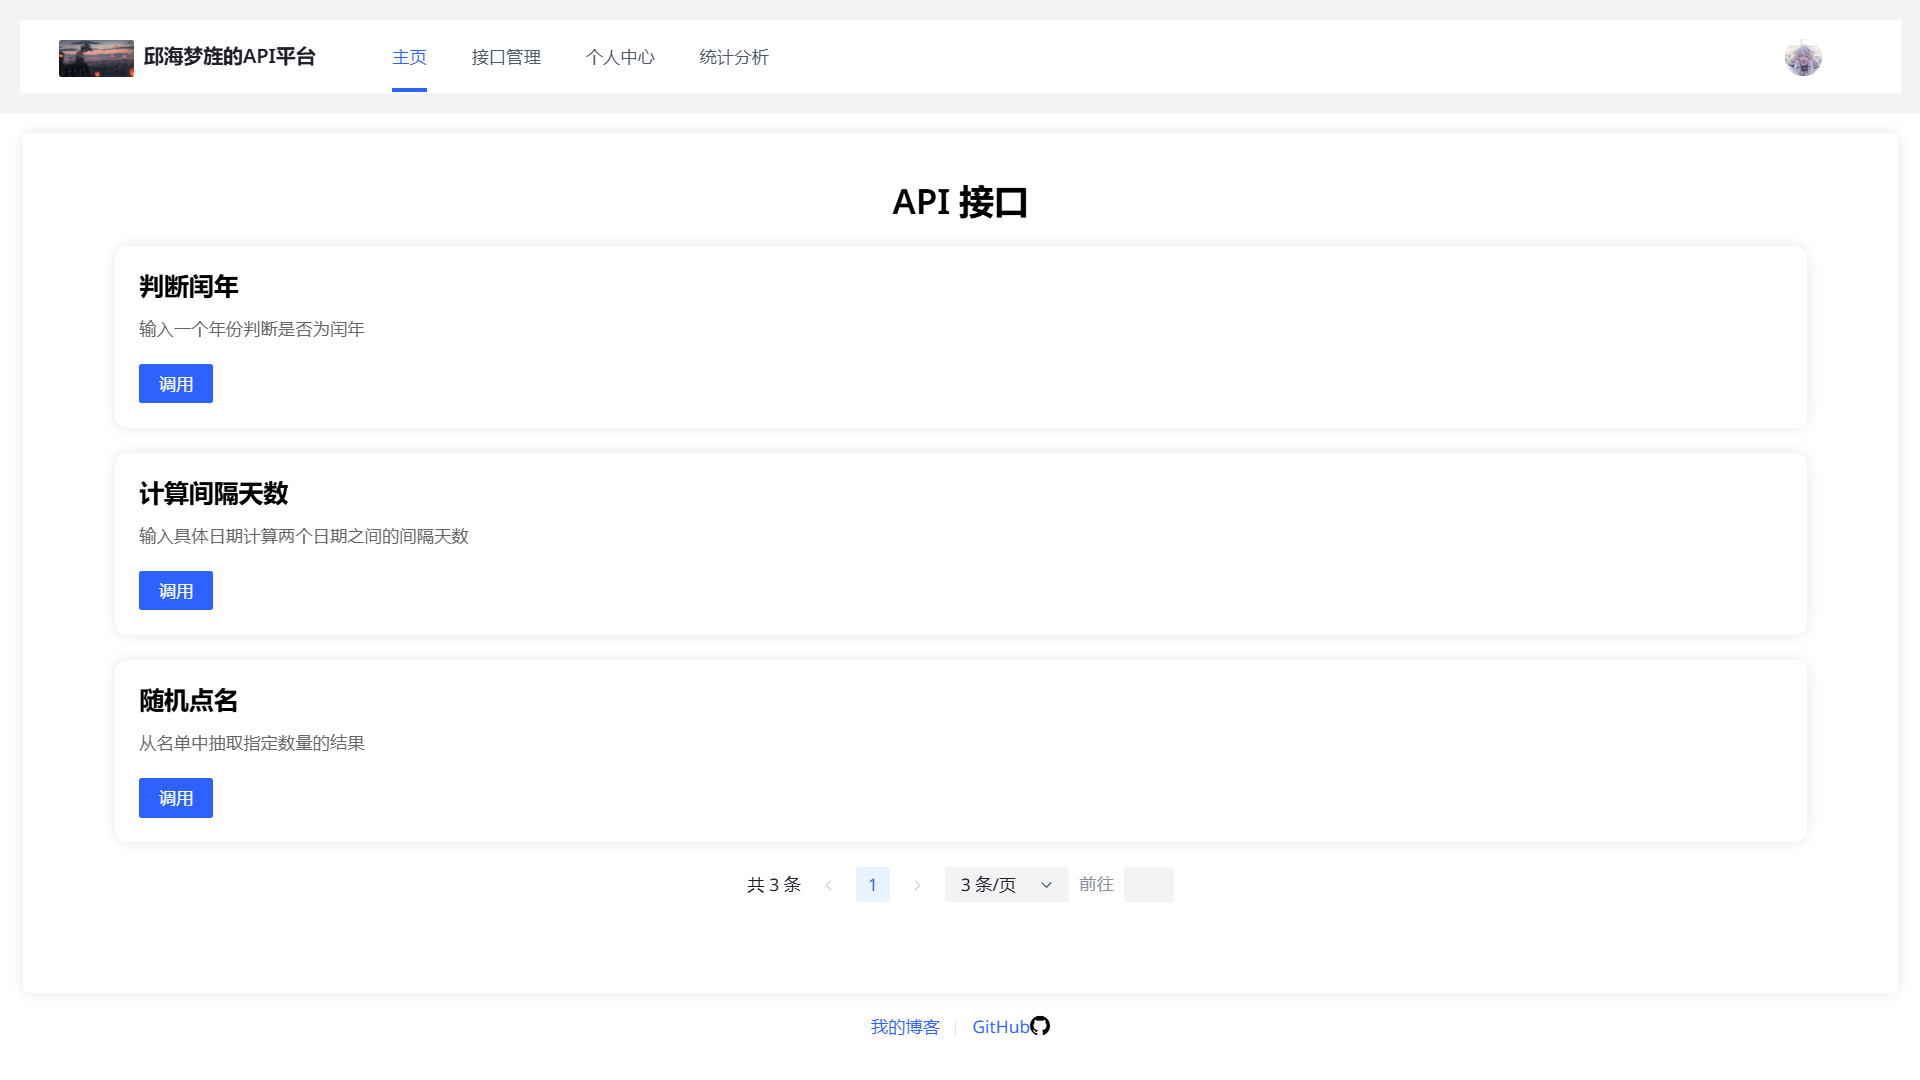 邱海梦旌的API平台
主页
接口管理
个人中心
统计分析
API 接口
判断闰年
输入一个年份判断是否为闰年
调用
计算间隔天数
输入具体日期计算两个日期之间的间隔天数
调用
随机点名
从名单中抽取指定数量的结果
调用
共 3 条
1
3 条/页
前往
我的博客
GitHub